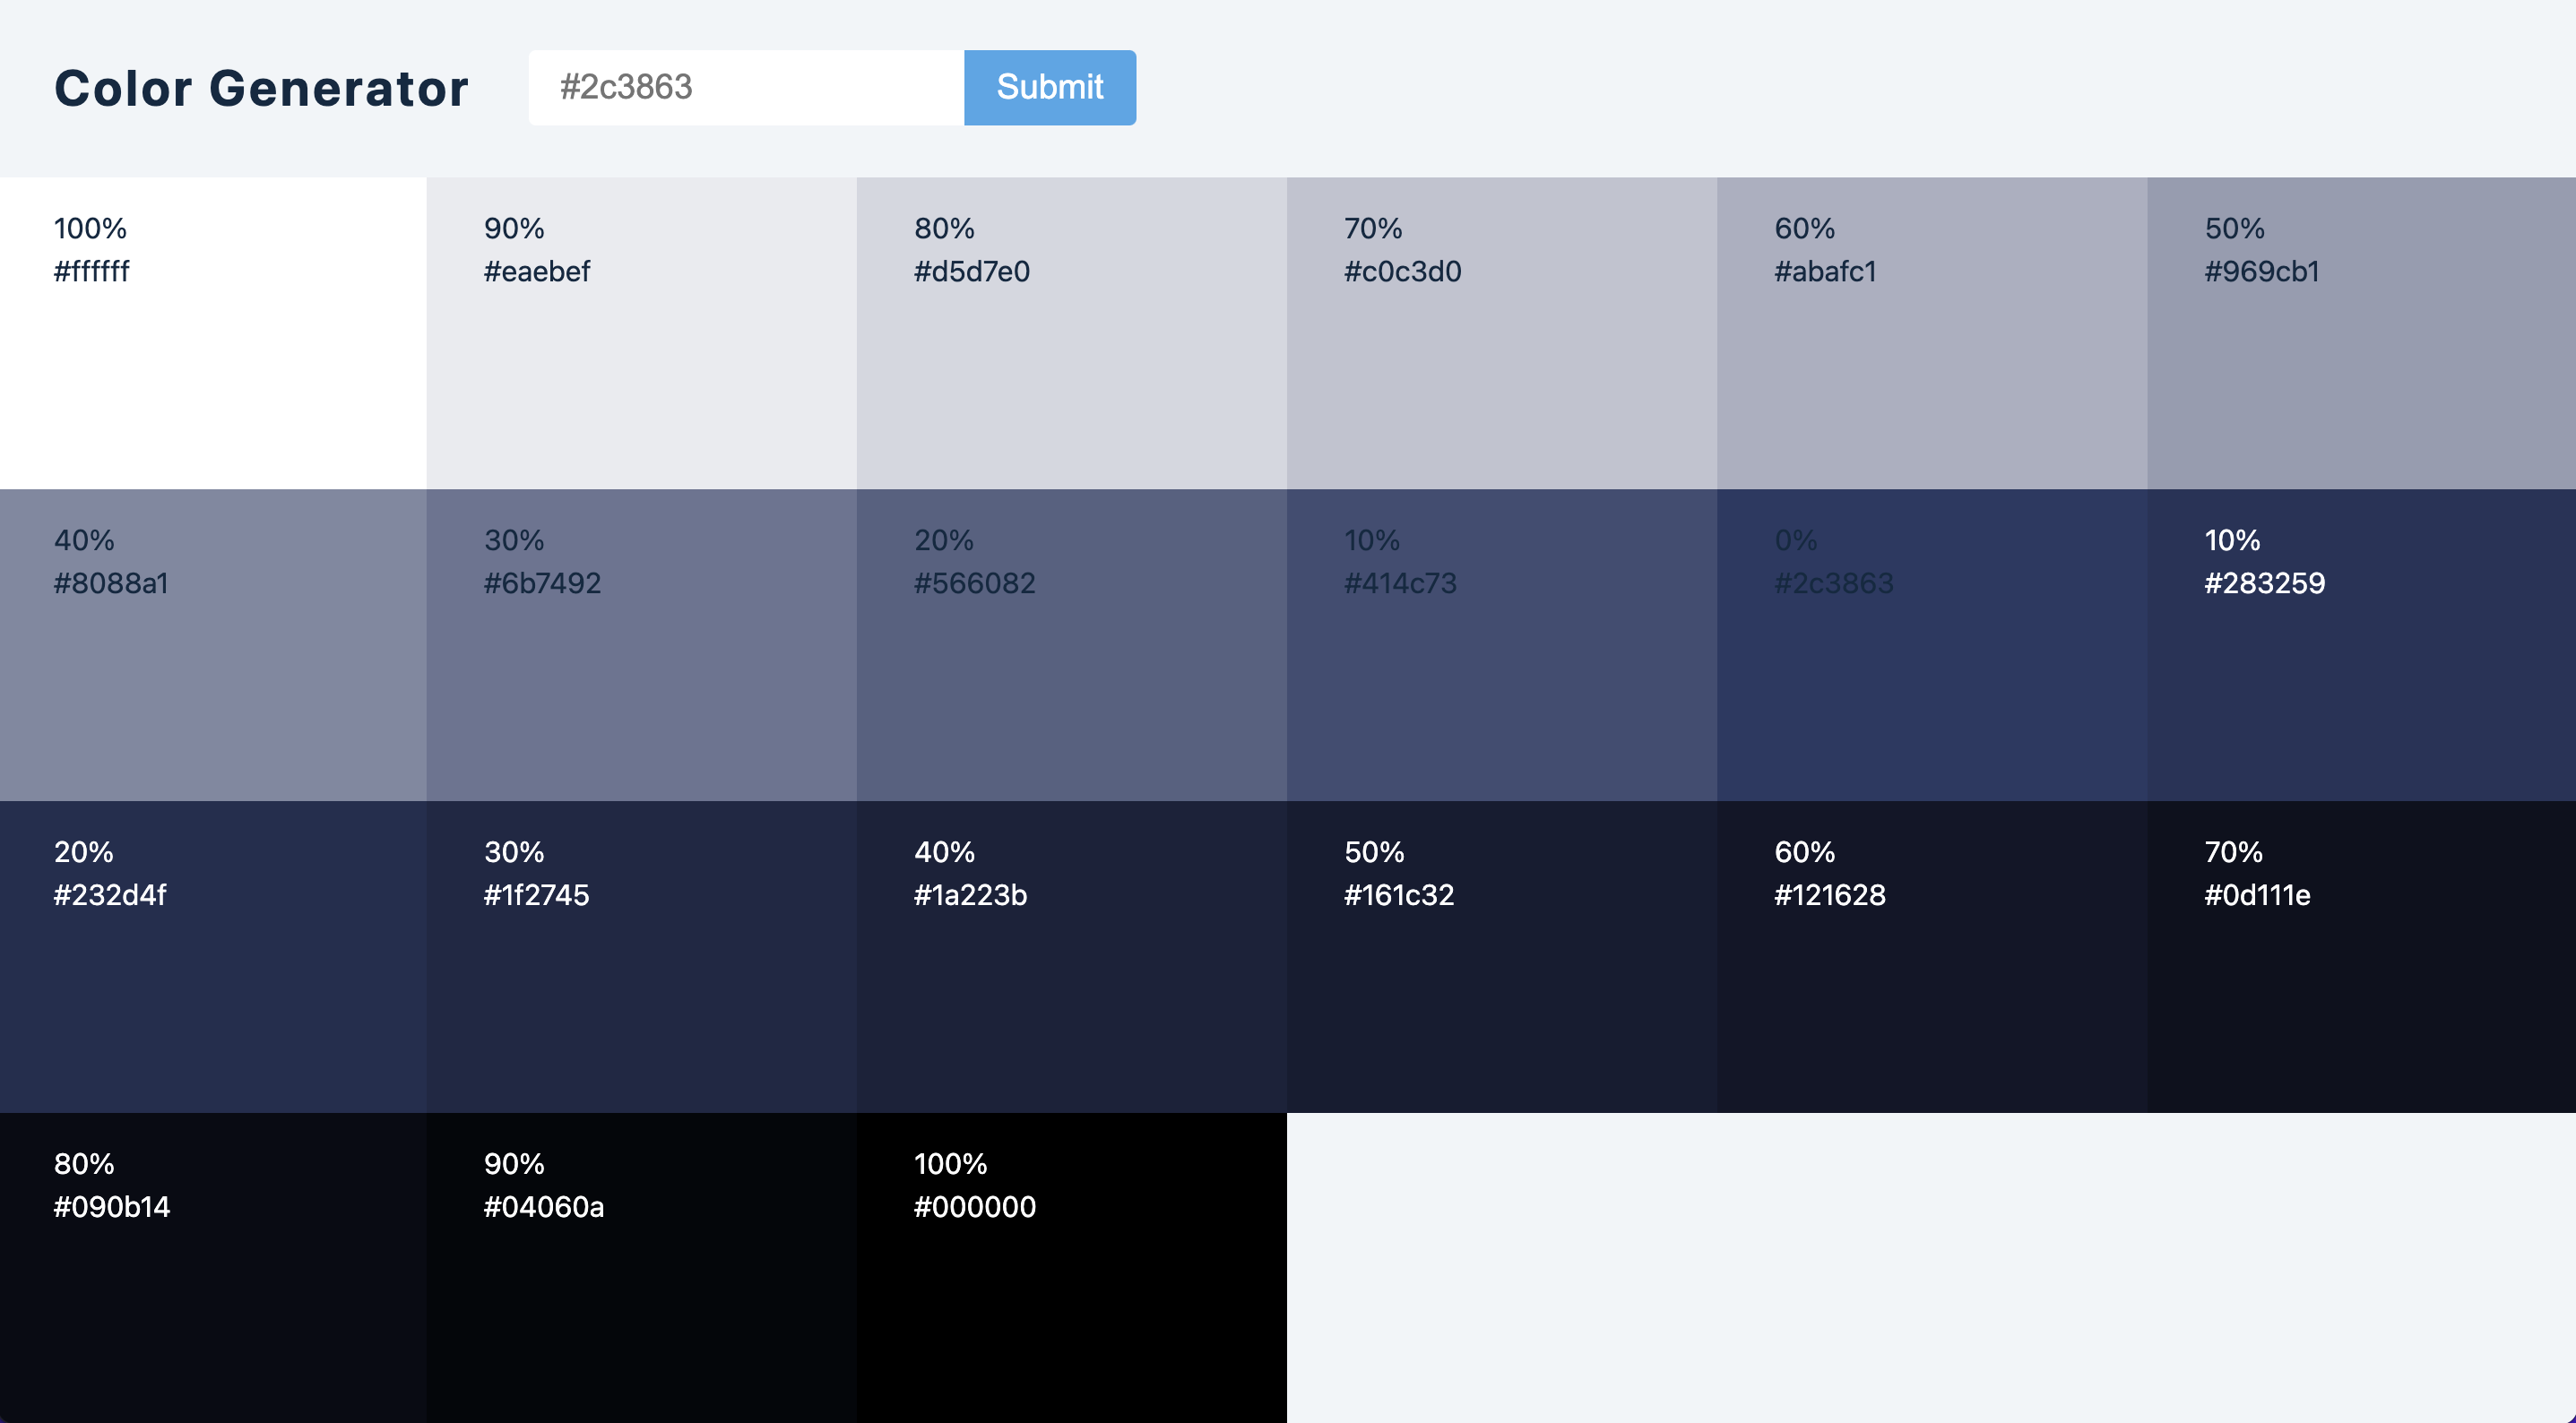 Color Generator
#2c3863
Submit
100%
#ffffff
90%
#eaebef
80%
#d5d7e0
70%
#c0c3d0
60%
#abafc1
50%
#969cb1
40%
#8088a1
30%
#6b7492
20%
#566082
10%
#414c73
0%
#2c3863
10%
#283259
20%
#232d4f
30%
#1f2745
40%
#1a223b
50%
#161c32
60%
#121628
70%
#0d111e
80%
#090b14
90%
#04060a
100%
#000000